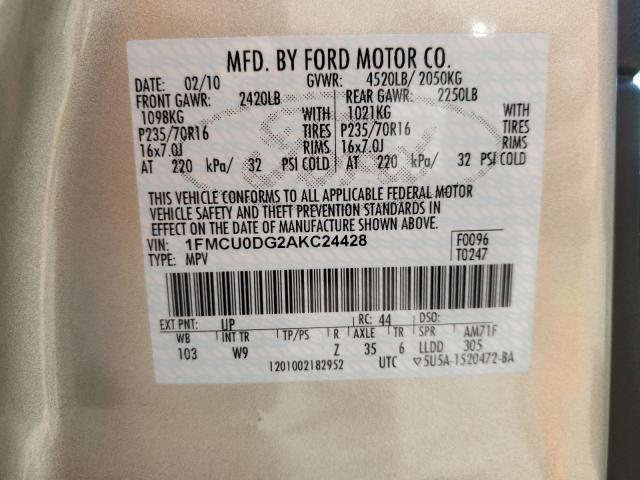 MFD. BY FORD MOTOR CO.
DATE: 02/10 GVWR: 4520LB/ 2050KG
FRONT GAWR: 2420LB REAR GAWR: 2250LB
1098KG WITH 1021KG WITH
P235/70R16 TIRES P235/70R16 TIRES
16x7.0J RIMS 16x7.0J RIMS
AT 220 kPa/ 32 PSI COLD AT 220 kPa/ 32 PSI COLD
THIS VEHICLE CONFORMS TO ALL APPLICABLE FEDERAL MOTOR
VEHICLE SAFETY AND THEFT PREVENTION STANDARDS IN
EFFECT ON THE DATE OF MANUFACTURE SHOWN ABOVE.
VIN: 1FMCU0DG2AKC24428 F0096
TYPE: MPV T0247
EXT PNT: UP RC: 44 DSO:
WB INT TR TP/PS R AXLE TR SPR AM71F
103 W9 Z 35 6 LLDD 305
1201002182952 UTC ▽5U5A-1520472-BA